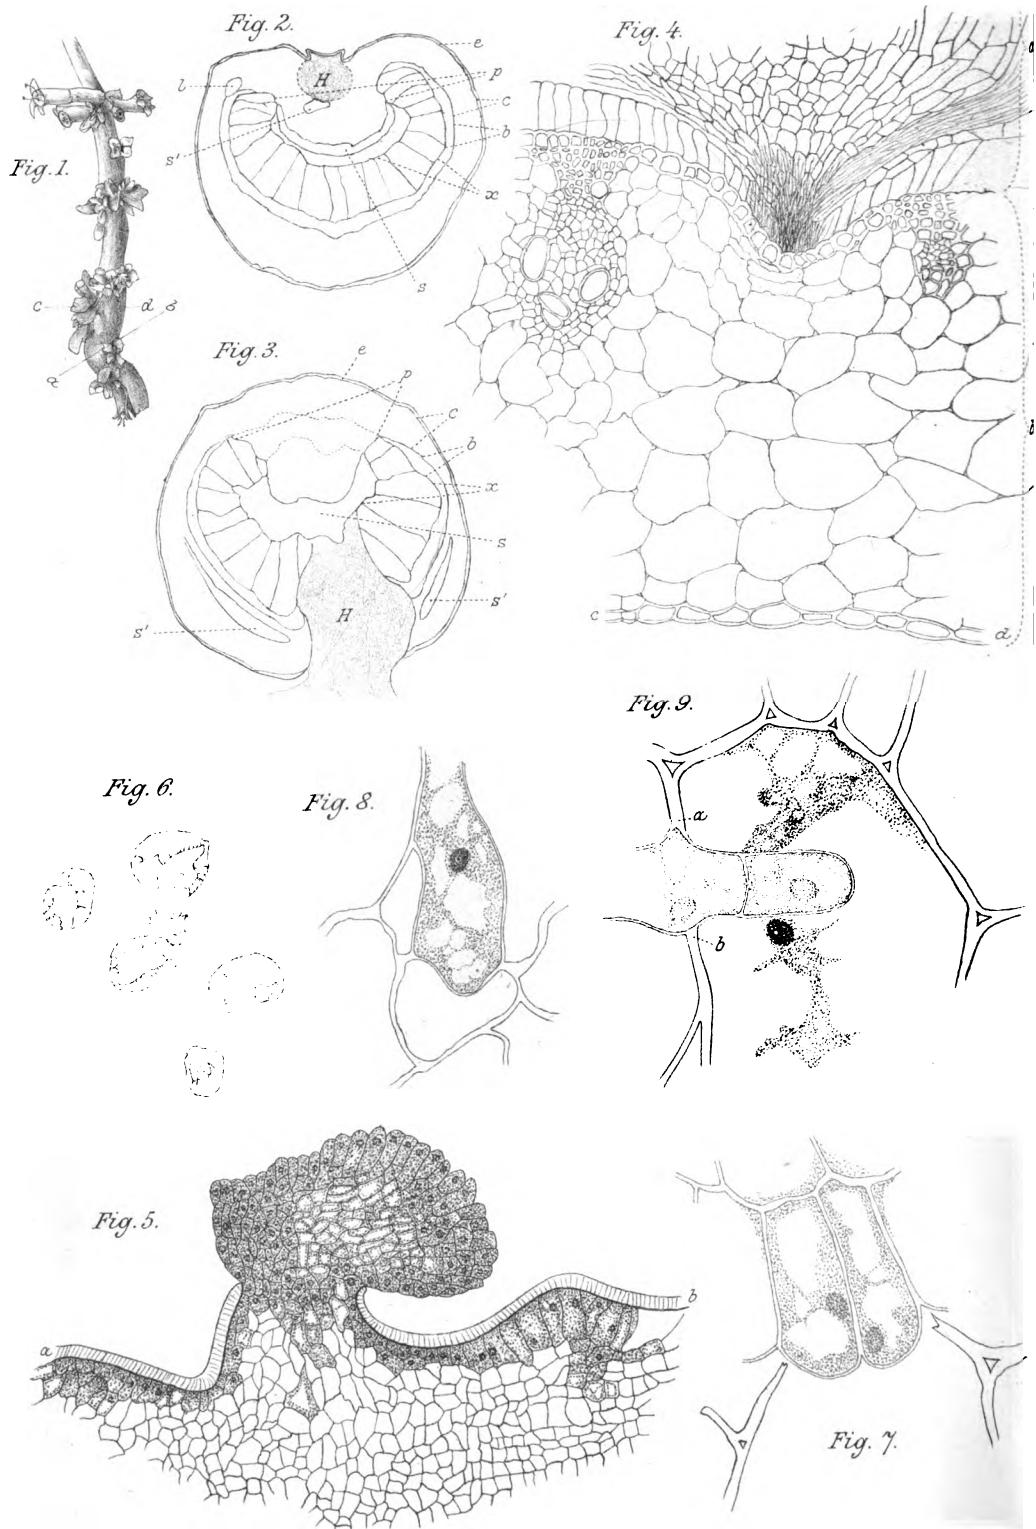 Fig. 1.
c
d
g
a
Fig. 2.
e
p
H
l
c
b
s'
x
s
Fig. 3.
e
p
c
b
x
s
s'
s'
H
Fig. 4.
a
b
c
d
Fig. 6.
Fig. 8.
Fig. 9.
a
b
Fig. 5.
a
b
Fig. 7.